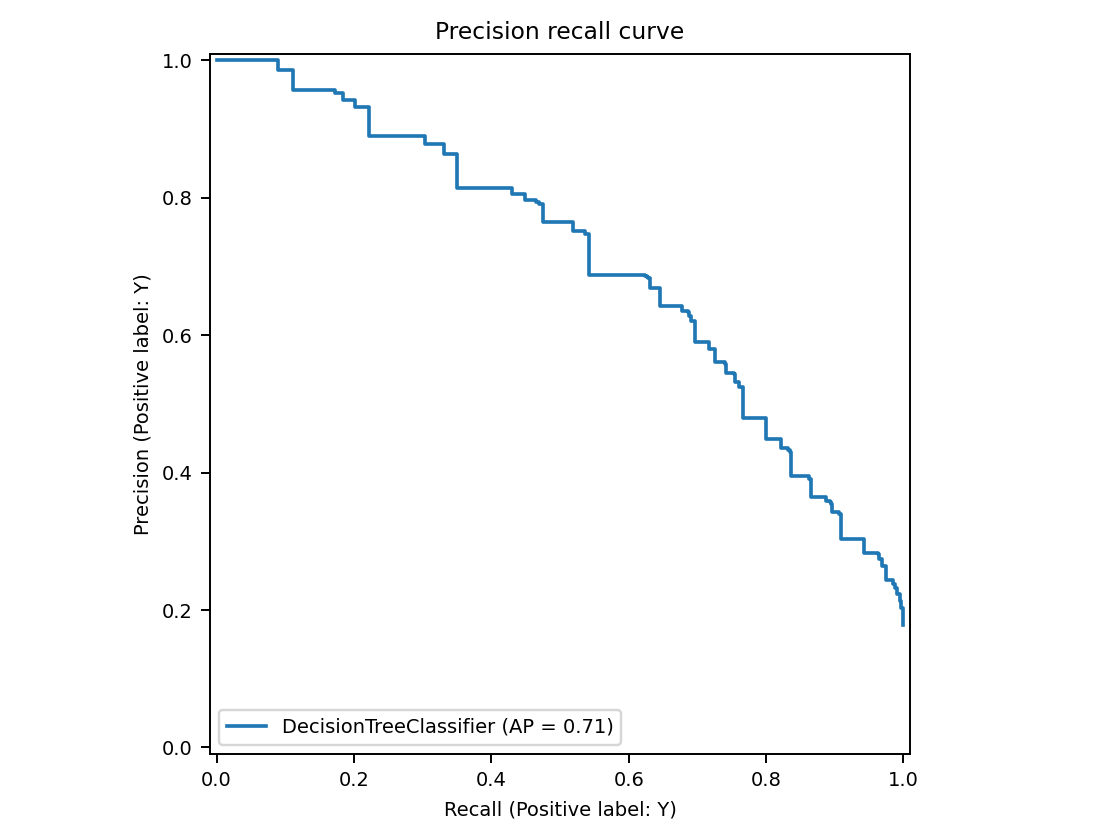 Precision recall curve
1.0
0.8
0.6
0.4
0.2
0.0
Precision (Positive label: Y)
DecisionTreeClassifier (AP = 0.71)
0.0 0.2 0.4 0.6 0.8 1.0
Recall (Positive label: Y)